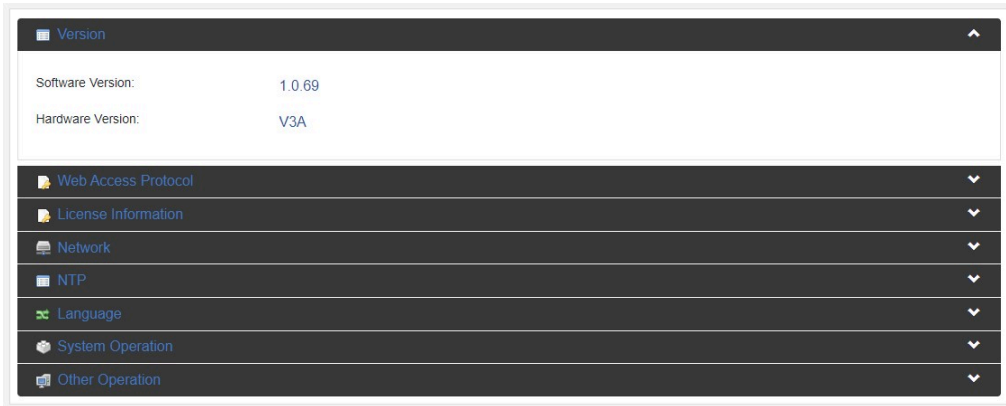 Version
Software Version: 1.0.69
Hardware Version: V3A
Web Access Protocol
License Information
Network
NTP
Language
System Operation
Other Operation